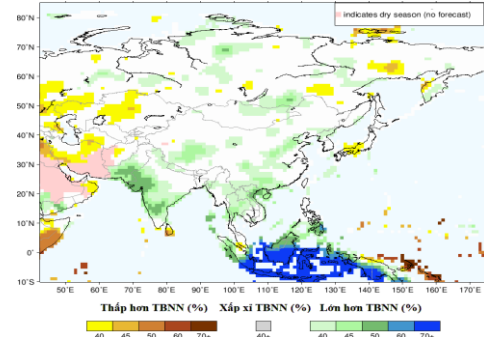 indicates dry season (no forecast)
80°N
70°N
60°N
50°N
40°N
30°N
20°N
10°N
0°
10°S
50°E 60°E 70°E 80°E 90°E 100°E 110°E 120°E 130°E 140°E 150°E 160°E 170°E
Thấp hơn TBNN (%) Xấp xỉ TBNN (%) Lớn hơn TBNN (%)
40 45 50 60 70+ 40+ 40 45 50 60 70+